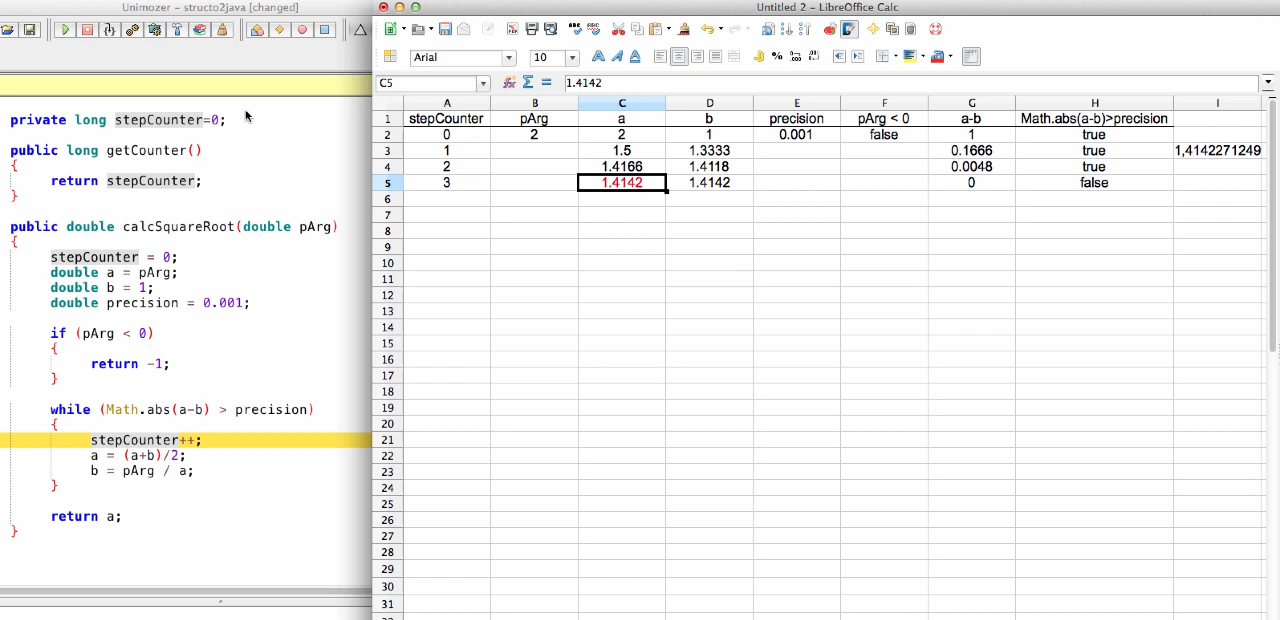 Unimozer - structo2java [changed]
private long stepCounter=0;
public long getCounter()
{
return stepCounter;
}
public double calcSquareRoot(double pArg)
{
stepCounter = 0;
double a = pArg;
double b = 1;
double precision = 0.001;
if (pArg < 0)
{
return -1;
}
while (Math.abs(a-b) > precision)
{
stepCounter++;
a = (a+b)/2;
b = pArg / a;
}
return a;
}
Untitled 2 - LibreOffice Calc
Arial 10
C5 1.4142
A B C D E F G H I
1 stepCounter pArg a b precision pArg < 0 a-b Math.abs(a-b)>precision
2 0 2 2 1 0.001 false 1 true
3 1 1.5 1.3333 0.1666 true 1,4142271249
4 2 1.4166 1.4118 0.0048 true
5 3 1.4142 1.4142 0 false
6
7
8
9
10
11
12
13
14
15
16
17
18
19
20
21
22
23
24
25
26
27
28
29
30
31